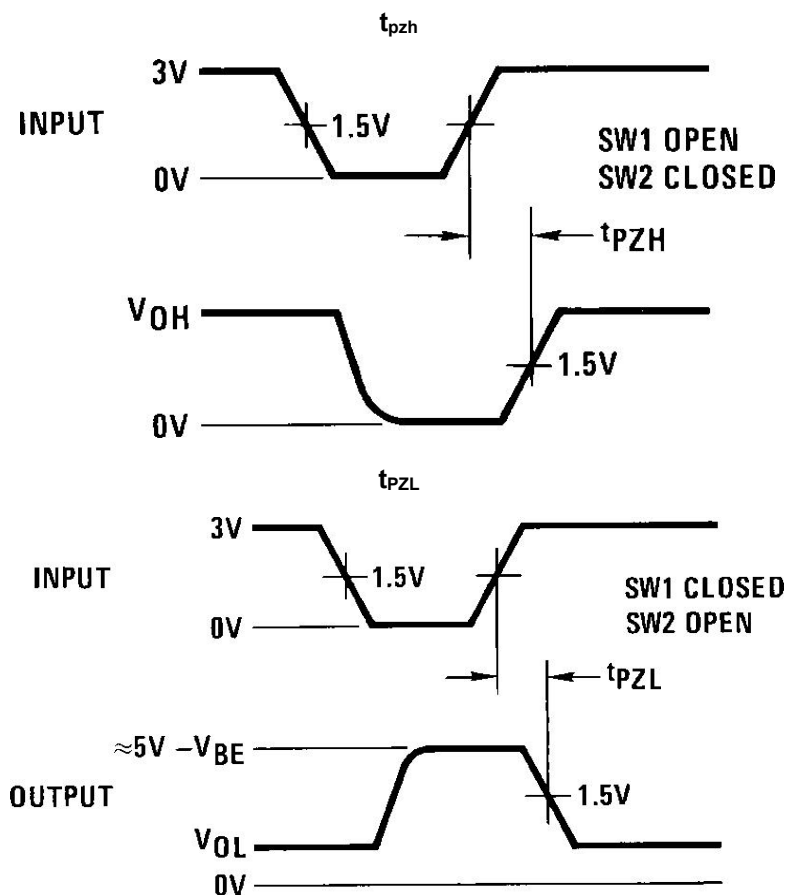 tpzh
3V
INPUT
1.5V
SW1 OPEN
0V
SW2 CLOSED
tPZH
VOH
1.5V
0V
tPZL
3V
INPUT
1.5V
SW1 CLOSED
0V
SW2 OPEN
tPZL
≈5V –VBE
OUTPUT
1.5V
VOL
0V